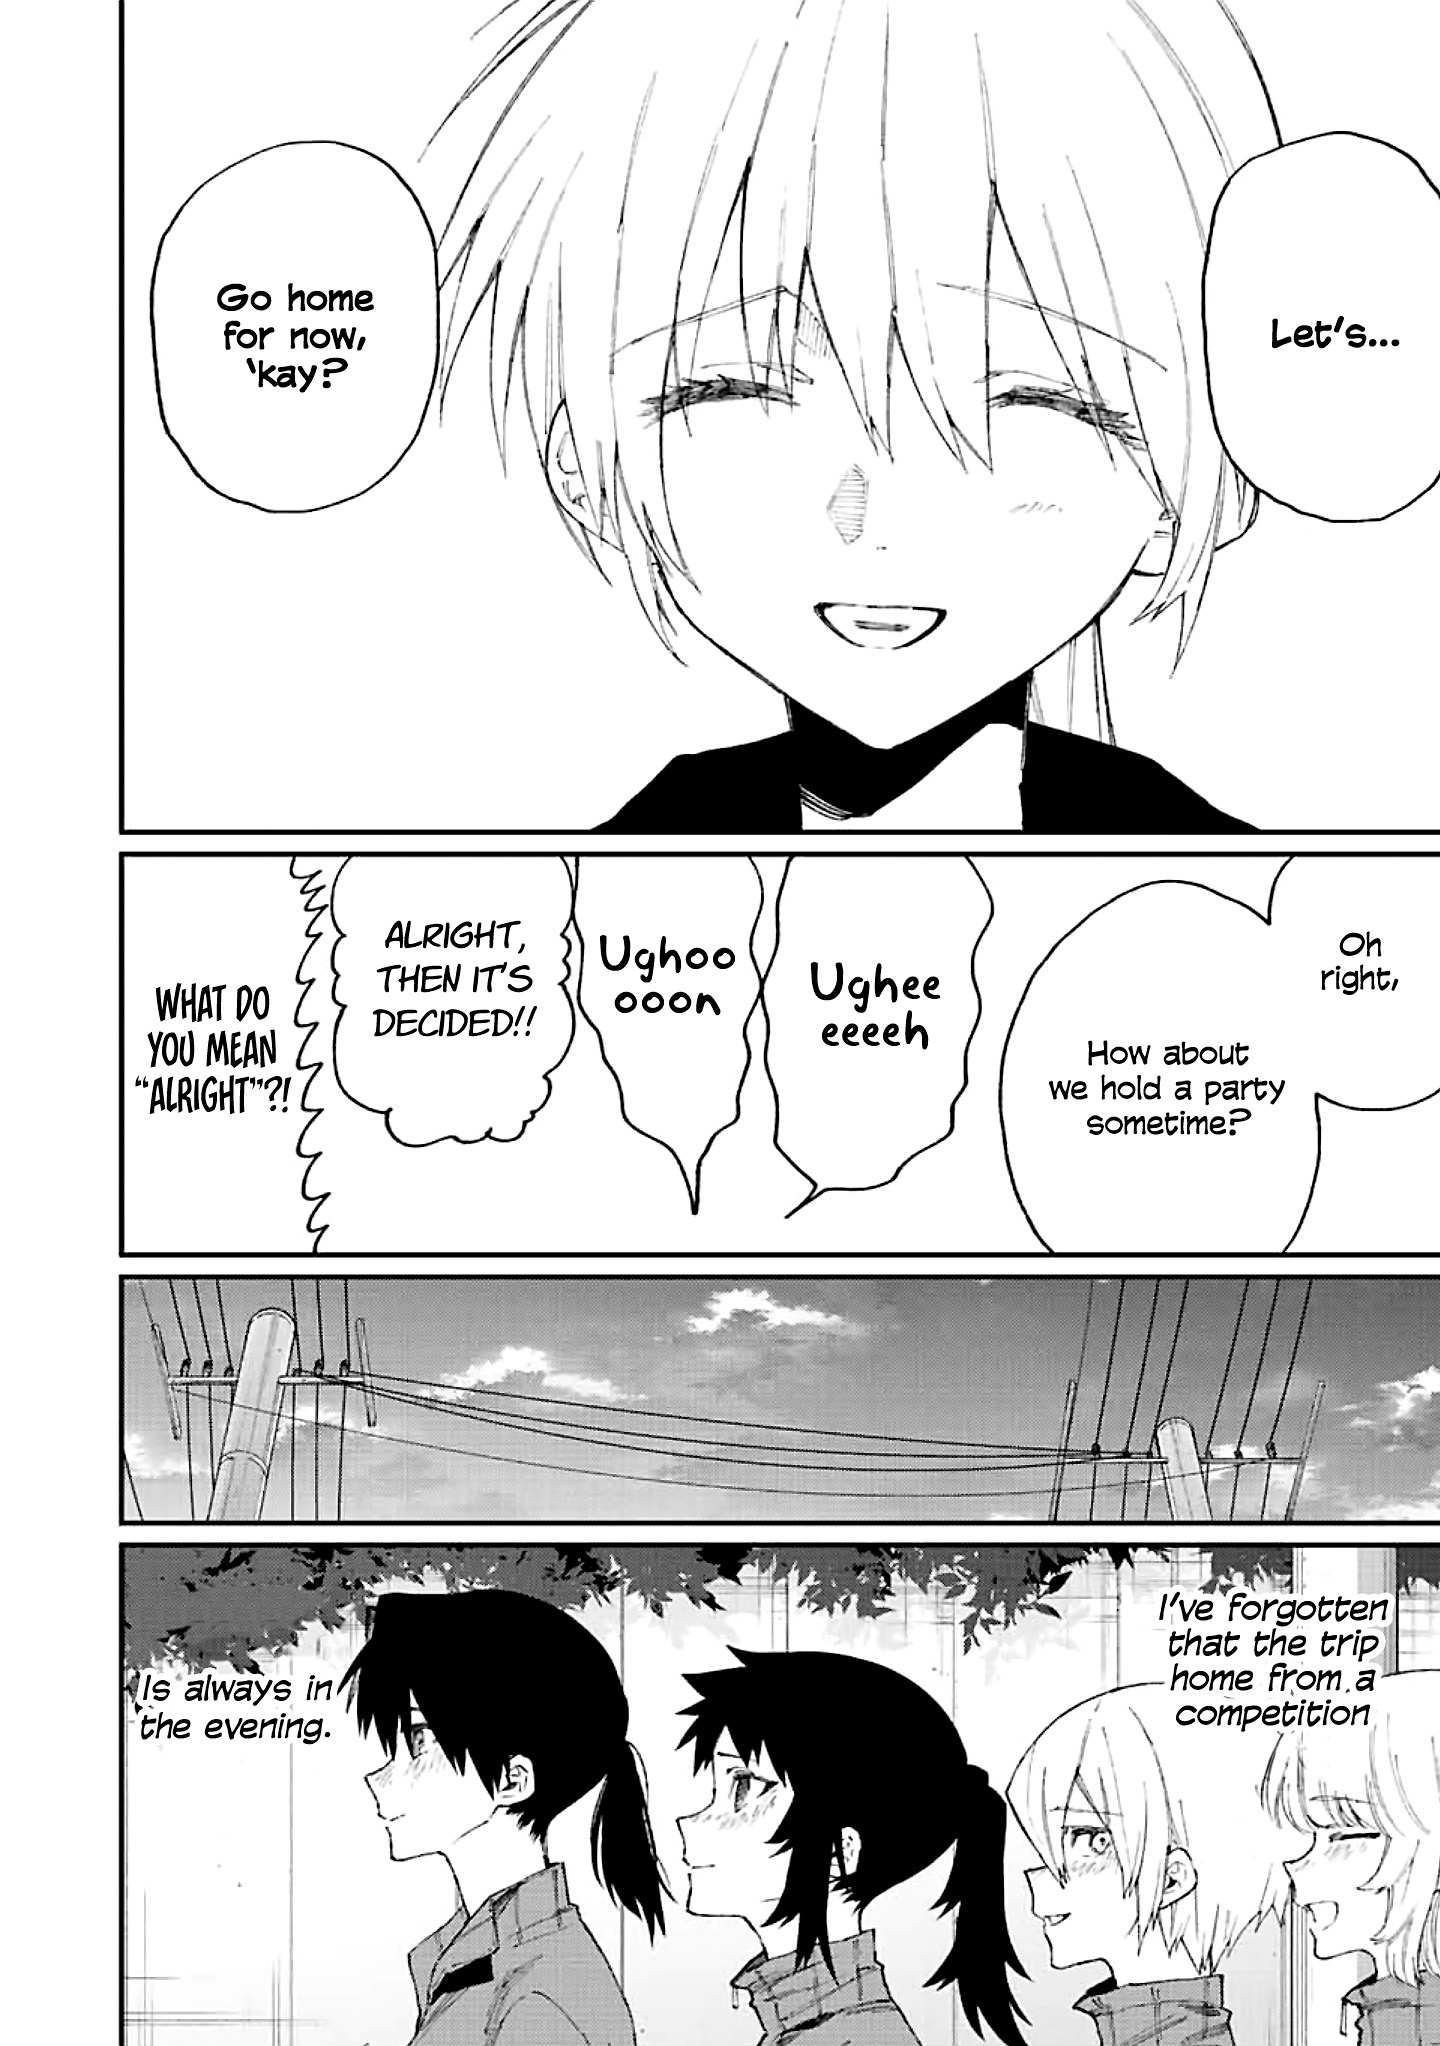 Let's...
Go home
for now,
'kay?
Oh
right,
How about
we hold a party
sometime?
Ughee
eeeeh
Ughoo
ooon
ALRIGHT,
THEN IT'S
DECIDED!!
WHAT DO
YOU MEAN
"ALRIGHT"?!
I've forgotten
that the trip
home from a
competition
Is always in
the evening.